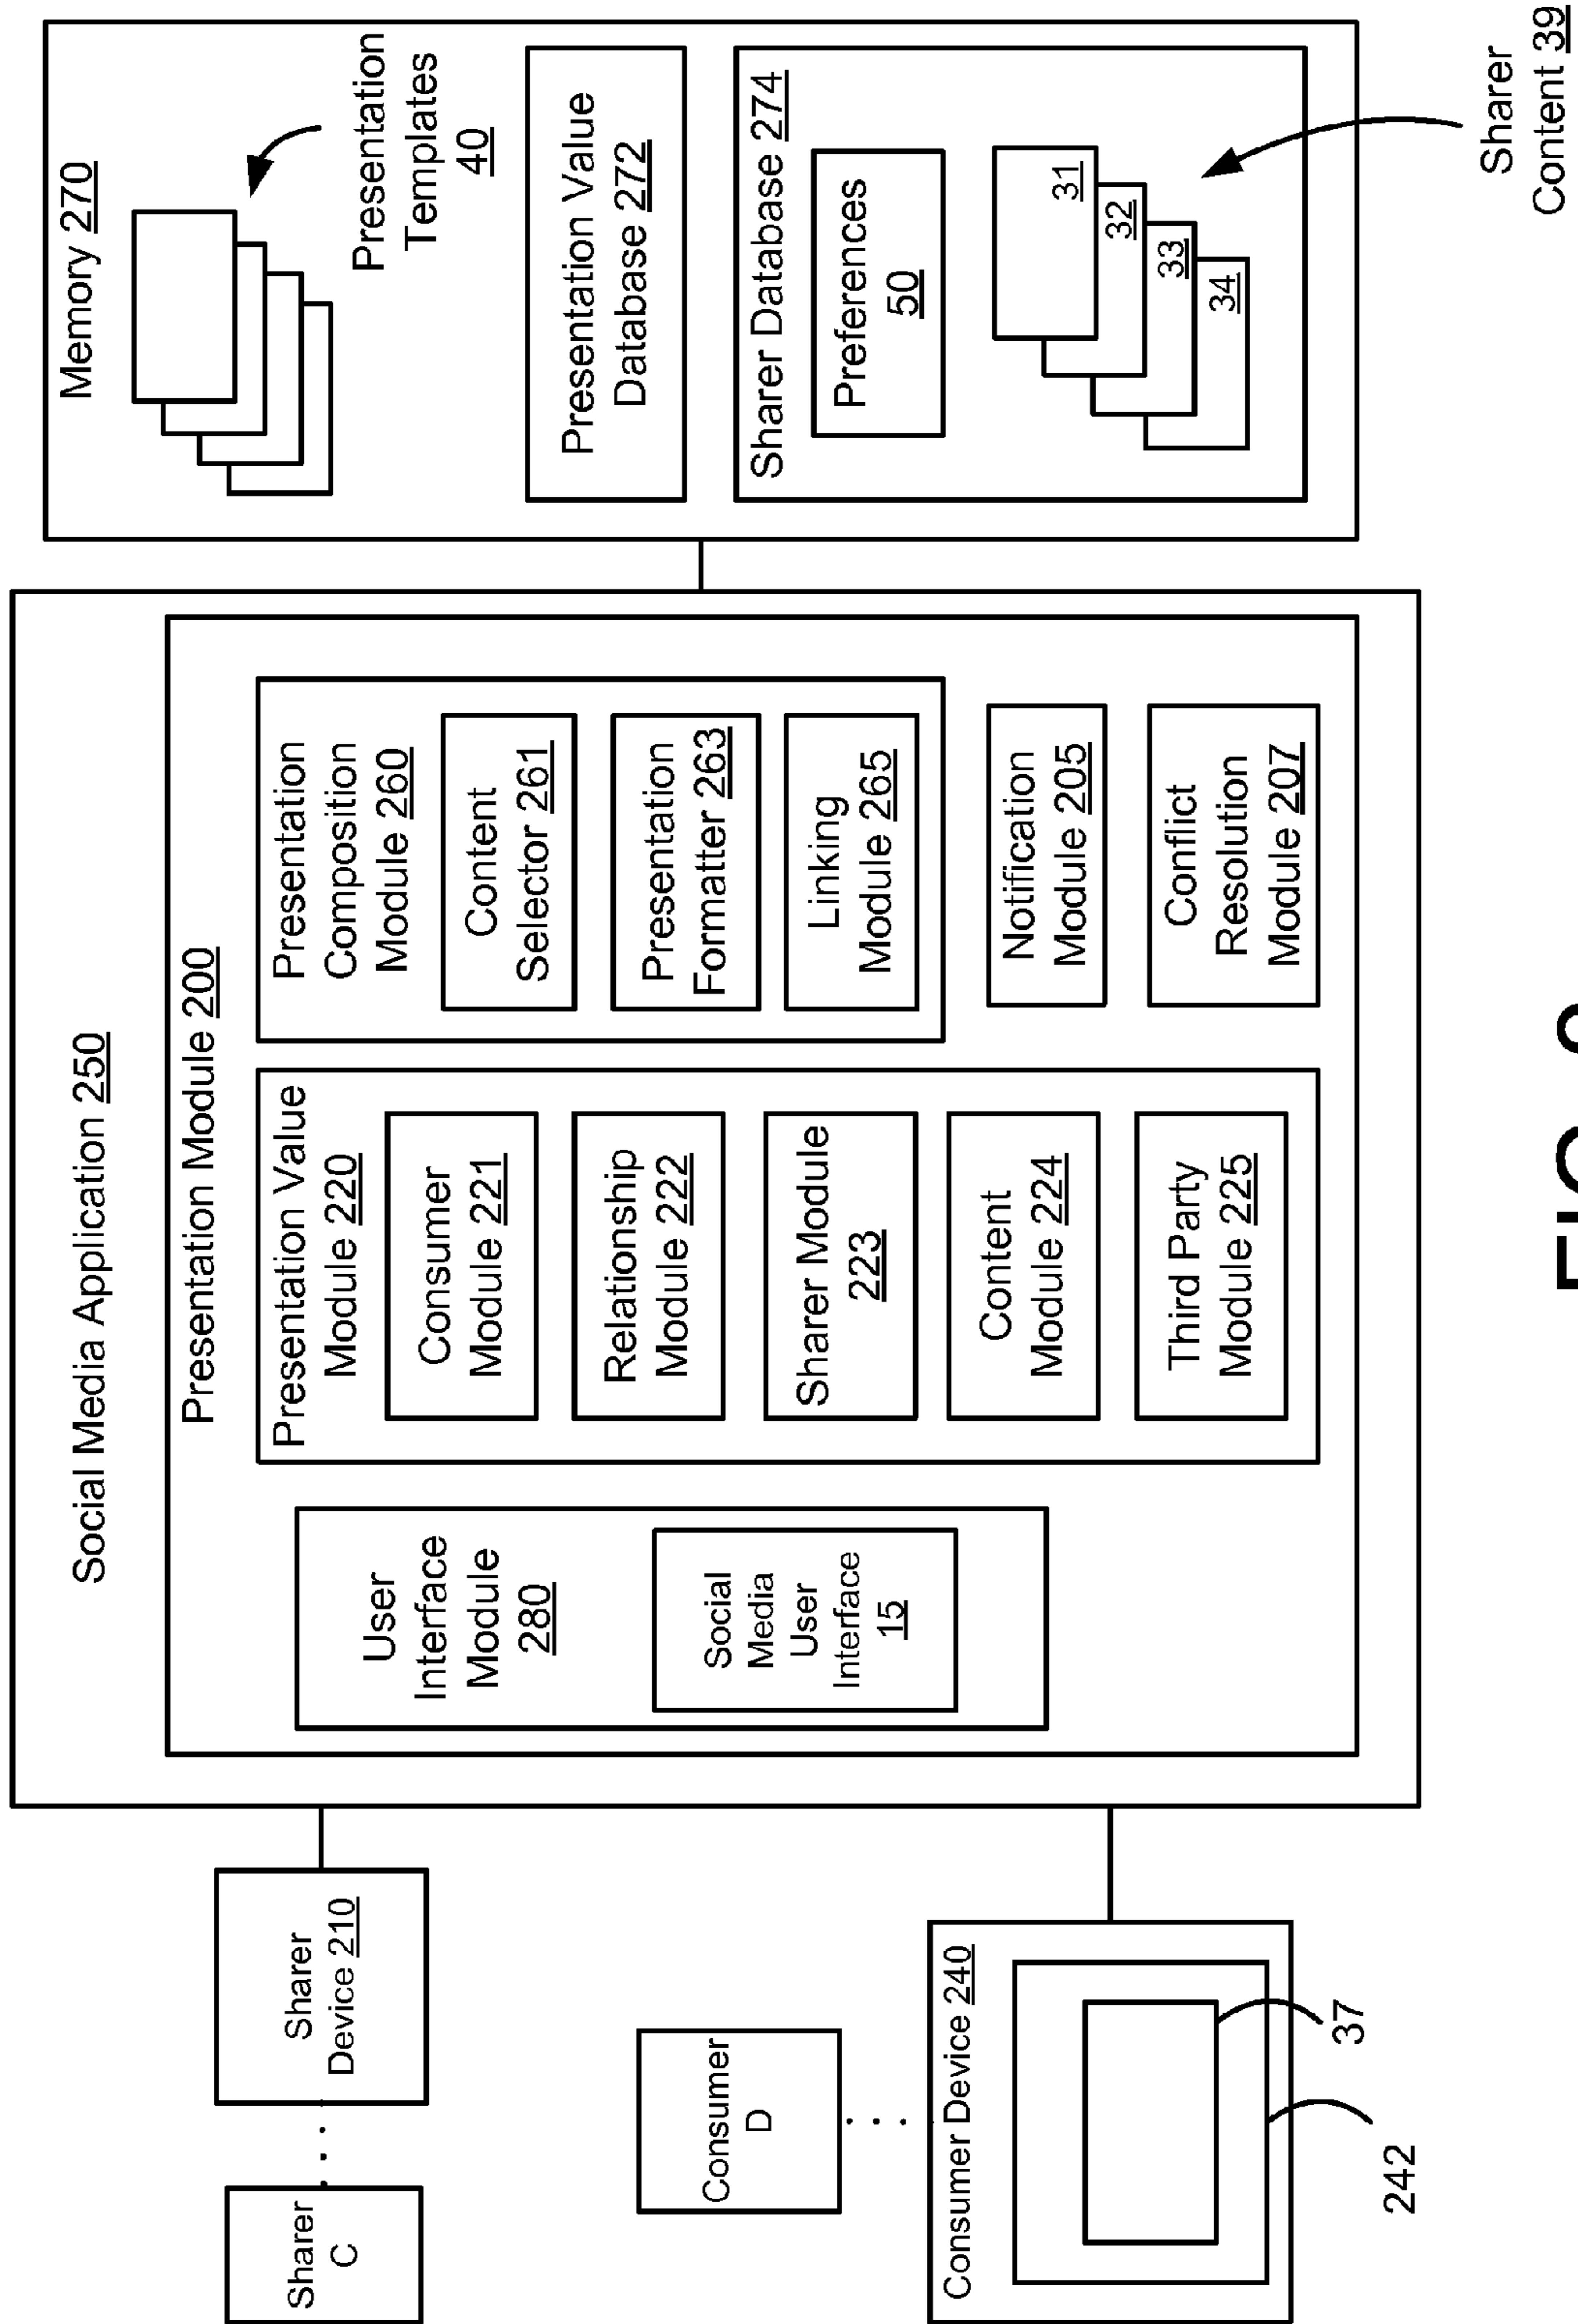 Sharer
C
Sharer
Device 210
Consumer
D
Consumer Device 240
37
242
Social Media Application 250
Presentation Module 200
User
Interface
Module
280
Social
Media
User
Interface
15
Presentation Value
Module 220
Consumer
Module 221
Relationship
Module 222
Sharer Module
223
Content
Module 224
Third Party
Module 225
Presentation
Composition
Module 260
Content
Selector 261
Presentation
Formatter 263
Linking
Module 265
Notification
Module 205
Conflict
Resolution
Module 207
Memory 270
Presentation
Templates
40
Presentation Value
Database 272
Sharer Database 274
Preferences
50
31
32
33
34
Sharer
Content 39